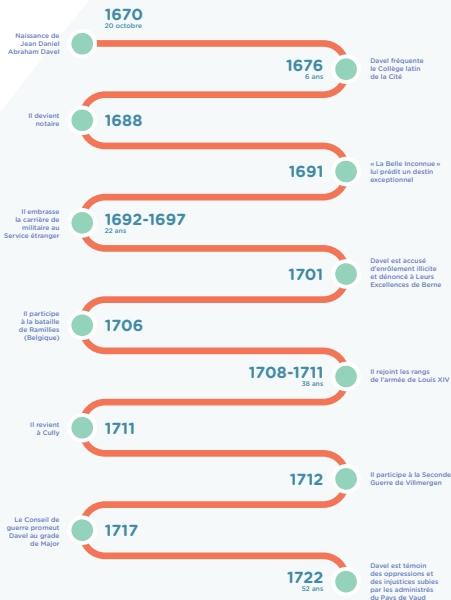 1670
20 octobre
Naissance de
Jean Daniel
Abraham Davel
1676
6 ans
Davel fréquente
le Collège latin
de la Cité
Il devient
notaire
1688
1691
« La Belle Inconnue »
lui prédit un destin
exceptionnel
Il embrasse
la carrière de
militaire au
Service étranger
1692-1697
22 ans
1701
Davel est accusé
d'enrôlement illicite
et dénoncé à Leurs
Excellences de Berne
Il participe
à la bataille
de Ramillies
(Belgique)
1706
1708-1711
38 ans
Il rejoint les rangs
de l'armée de Louis XIV
Il revient
à Cully
1711
1712
Il participe à la Seconde
Guerre de Villmergen
Le Conseil de
guerre promeut
Davel au grade
de Major
1717
1722
52 ans
Davel est témoin
des oppressions et
des injustices subies
par les administrés
du Pays de Vaud